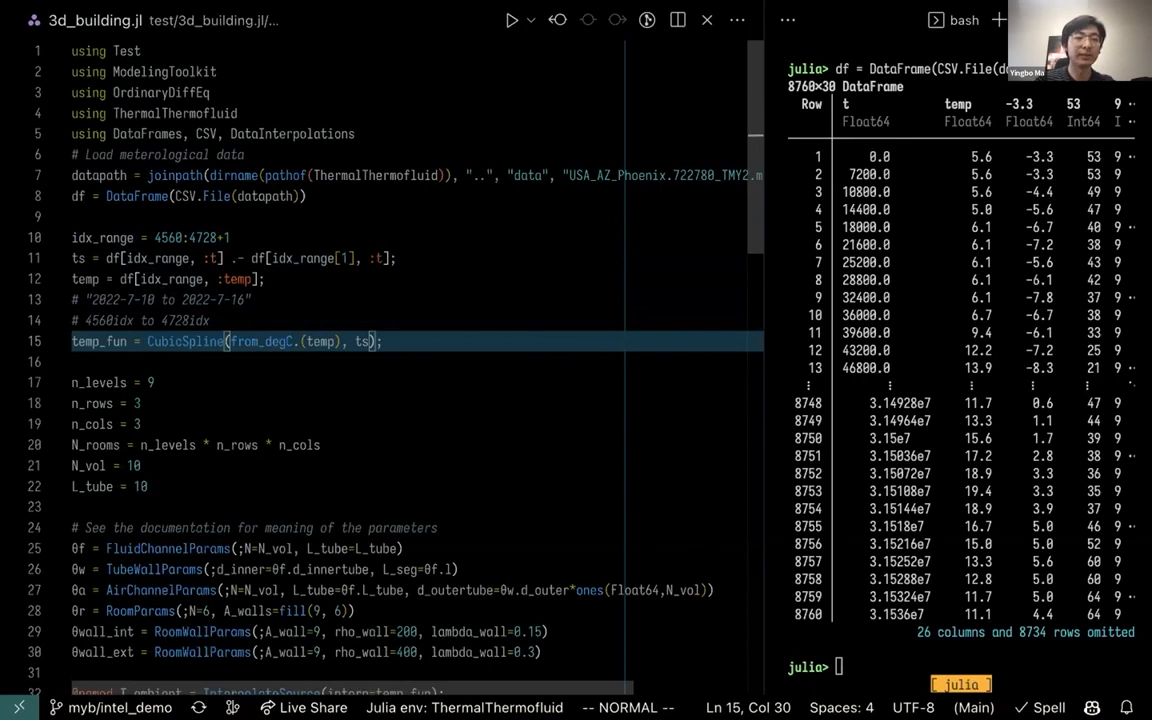 3d_building.jl test/3d_building.jl/...
1 using Test
2 using ModelingToolkit
3 using OrdinaryDiffEq
4 using ThermalThermofluid
5 using DataFrames, CSV, DataInterpolations
6 # Load meterological data
7 datapath = joinpath(dirname(pathof(ThermalThermofluid)), "..", "data", "USA_AZ_Phoenix.722780_TMY2.m
8 df = DataFrame(CSV.File(datapath))
9
10 idx_range = 4560:4728+1
11 ts = df[idx_range, :t] .- df[idx_range[1], :t];
12 temp = df[idx_range, :temp];
13 # "2022-7-10 to 2022-7-16"
14 # 4560idx to 4728idx
15 temp_fun = CubicSpline(from_degC.(temp), ts);
16
17 n_levels = 9
18 n_rows = 3
19 n_cols = 3
20 N_rooms = n_levels * n_rows * n_cols
21 N_vol = 10
22 L_tube = 10
23
24 # See the documentation for meaning of the parameters
25 θf = FluidChannelParams(;N=N_vol, L_tube=L_tube)
26 θw = TubeWallParams(;d_inner=θf.d_innertube, L_seg=θf.l)
27 θa = AirChannelParams(;N=N_vol, L_tube=θf.L_tube, d_outertube=θw.d_outer*ones(Float64,N_vol))
28 θr = RoomParams(;N=6, A_walls=fill(9, 6))
29 θwall_int = RoomWallParams(;A_wall=9, rho_wall=200, lambda_wall=0.15)
30 θwall_ext = RoomWallParams(;A_wall=9, rho_wall=400, lambda_wall=0.3)
31
32 @named T_ambient = InterpolateSource(interp=temp_fun);
bash
Yingbo Ma
julia> df = DataFrame(CSV.File(da
8760×30 DataFrame
Row t temp -3.3 53 9 ⋯
Float64 Float64 Float64 Int64 I ⋯
1 0.0 5.6 -3.3 53 9 ⋯
2 7200.0 5.6 -3.3 53 9
3 10800.0 5.6 -4.4 49 9
4 14400.0 5.0 -5.6 47 9
5 18000.0 6.1 -6.7 40 9 ⋯
6 21600.0 6.1 -7.2 38 9
7 25200.0 6.1 -5.6 43 9
8 28800.0 6.1 -6.1 42 9
9 32400.0 6.1 -7.8 37 9 ⋯
10 36000.0 6.7 -6.7 38 9
11 39600.0 9.4 -6.1 33 9
12 43200.0 12.2 -7.2 25 9
13 46800.0 13.9 -8.3 21 9 ⋯
⋮ ⋮ ⋮ ⋮ ⋮ ⋱
8748 3.14928e7 11.7 0.6 47 9
8749 3.14964e7 13.3 1.1 44 9
8750 3.15e7 15.6 1.7 39 9
8751 3.15036e7 17.2 2.8 38 9 ⋯
8752 3.15072e7 18.9 3.3 36 9
8753 3.15108e7 19.4 3.3 35 9
8754 3.15144e7 18.9 3.9 37 9
8755 3.1518e7 16.7 5.0 46 9 ⋯
8756 3.15216e7 15.0 5.0 52 9
8757 3.15252e7 13.3 5.6 60 9
8758 3.15288e7 12.8 5.0 60 9
8759 3.15324e7 11.7 5.0 64 9 ⋯
8760 3.1536e7 11.1 4.4 64 9
26 columns and 8734 rows omitted
julia>
[ julia ]
myb/intel_demo Live Share Julia env: ThermalThermofluid -- NORMAL -- Ln 15, Col 30 Spaces: 4 UTF-8 (Main) Spell